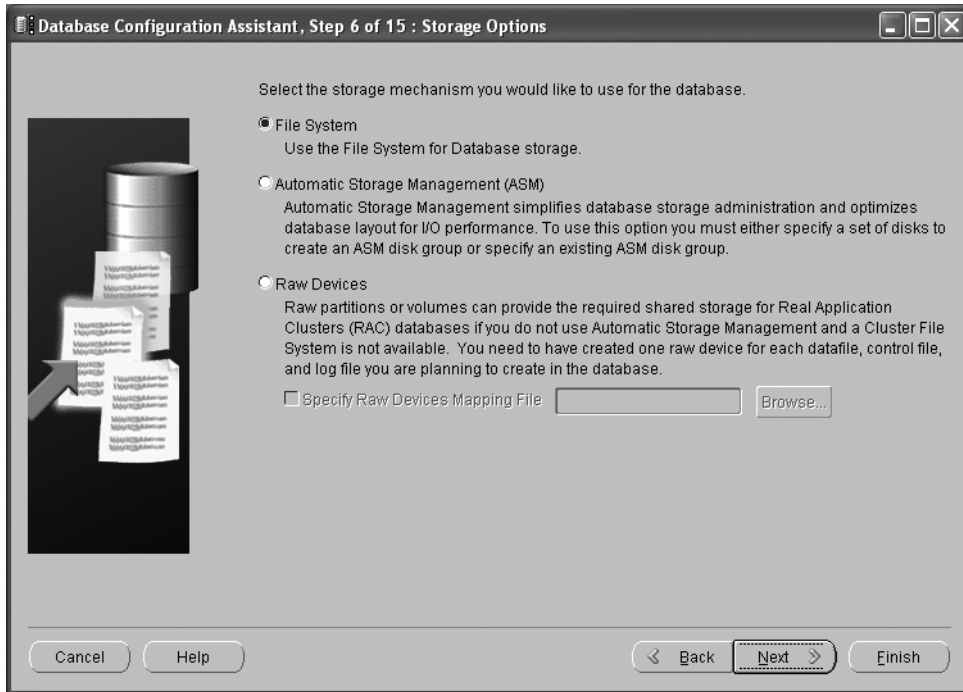 Database Configuration Assistant, Step 6 of 15 : Storage Options
Select the storage mechanism you would like to use for the database.
File System
Use the File System for Database storage.
Automatic Storage Management (ASM)
Automatic Storage Management simplifies database storage administration and optimizes
database layout for I/O performance. To use this option you must either specify a set of disks to
create an ASM disk group or specify an existing ASM disk group.
Raw Devices
Raw partitions or volumes can provide the required shared storage for Real Application
Clusters (RAC) databases if you do not use Automatic Storage Management and a Cluster File
System is not available. You need to have created one raw device for each datafile, control file,
and log file you are planning to create in the database.
Specify Raw Devices Mapping File
Browse...
Cancel
Help
Back
Next
Finish